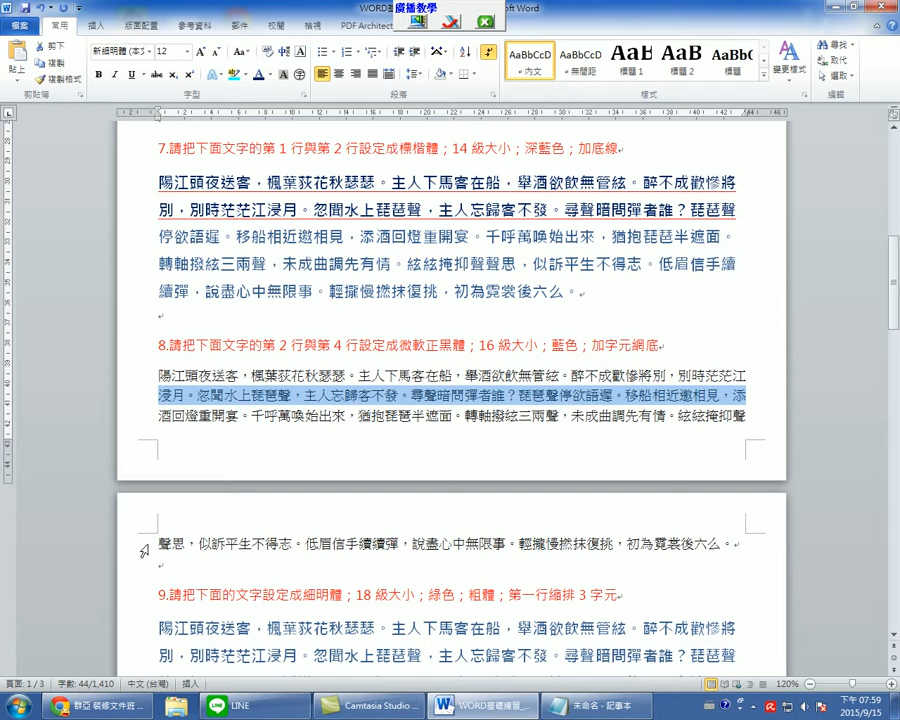 廣播教學
WORD基
soft Word
檔案 常用 插入 版面配置 參考資料 郵件 校閱 檢視 PDF Architect
貼上 剪下 複製 複製格式 剪貼簿
新細明體 (本文 12 字型
段落
AaBbCcD 內文 AaBbCcD 無間距 標題 1 AaB 標題 2 標題 變更樣式 樣式
尋找 取代 選取 編輯
7.請把下面文字的第 1 行與第 2 行設定成標楷體；14 級大小；深藍色；加底線
陽江頭夜送客，楓葉荻花秋瑟瑟。主人下馬客在船，舉酒欲飲無管絃。醉不成歡慘將
別，別時茫茫江浸月。忽聞水上琵琶聲，主人忘歸客不發。尋聲暗問彈者誰？琵琶聲
停欲語遲。移船相近邀相見，添酒回燈重開宴。千呼萬喚始出來，猶抱琵琶半遮面。
轉軸撥絃三兩聲，未成曲調先有情。絃絃掩抑聲聲思，似訴平生不得志。低眉信手續
續彈，說盡心中無限事。輕攏慢撚抹復挑，初為霓裳後六么。
8.請把下面文字的第 2 行與第 4 行設定成微軟正黑體；16 級大小；藍色；加字元網底
陽江頭夜送客，楓葉荻花秋瑟瑟。主人下馬客在船，舉酒欲飲無管絃。醉不成歡慘將別，別時茫茫江
浸月。忽聞水上琵琶聲，主人忘歸客不發。尋聲暗問彈者誰？琵琶聲停欲語遲。移船相近邀相見，添
酒回燈重開宴。千呼萬喚始出來，猶抱琵琶半遮面。轉軸撥絃三兩聲，未成曲調先有情。絃絃掩抑聲
聲思，似訴平生不得志。低眉信手續續彈，說盡心中無限事。輕攏慢撚抹復挑，初為霓裳後六么。
9.請把下面的文字設定成細明體；18 級大小；綠色；粗體；第一行縮排 3 字元
陽江頭夜送客，楓葉荻花秋瑟瑟。主人下馬客在船，舉酒欲飲無管絃。醉不成歡慘將
別，別時茫茫江浸月。忽聞水上琵琶聲，主人忘歸客不發。尋聲暗問彈者誰？琵琶聲
頁面: 1 / 3 字數: 44/1,410 中文 (台灣) 插入 120%
群亞 裝修文件班 ... LINE Camtasia Studio ... WORD基礎練習_... 未命名 - 記事本
下午 07:59
2015/9/15